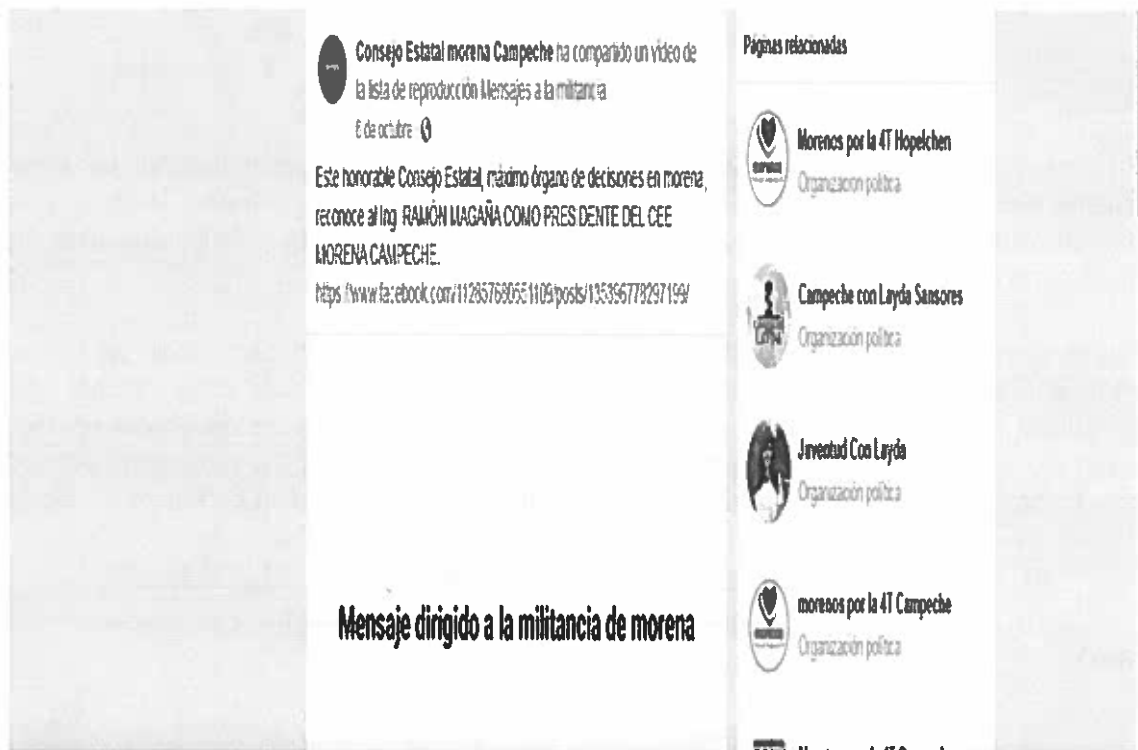 Consejo Estatal morena Campeche ha compartido un vídeo de
la lista de reproducción Mensajes a la militancia
6 de octubre
Este honorable Consejo Estatal, máximo órgano de decisiones en morena,
reconoce al Ing. RAMÓN MAGAÑA COMO PRESIDENTE DEL CEE
MORENA CAMPECHE.
Mensaje dirigido a la militancia de morena
Páginas relacionadas
Morenos por la 4T Hopelchen
Organización política
Campeche con Layda Sansores
Organización política
Juventud Con Layda
Organización política
morenos por la 4T Campeche
Organización política